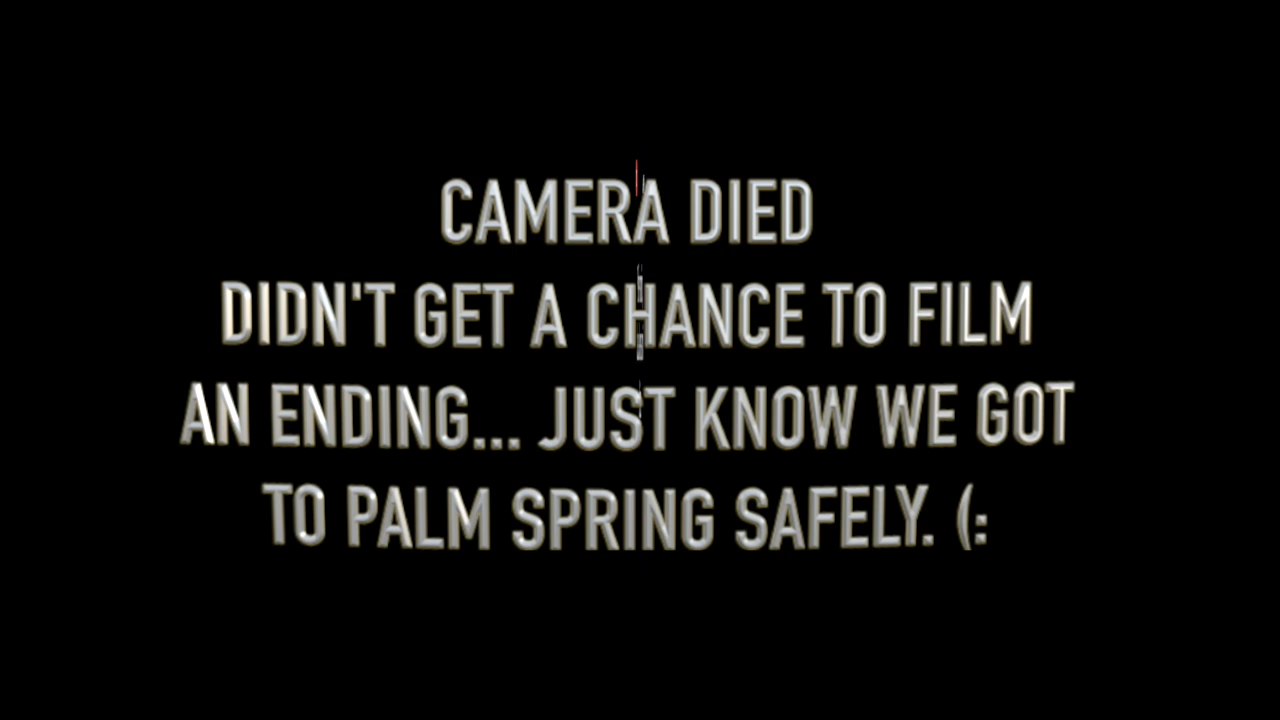 CAMERA DIED
DIDN'T GET A CHANCE TO FILM
AN ENDING... JUST KNOW WE GOT
TO PALM SPRING SAFELY. (: